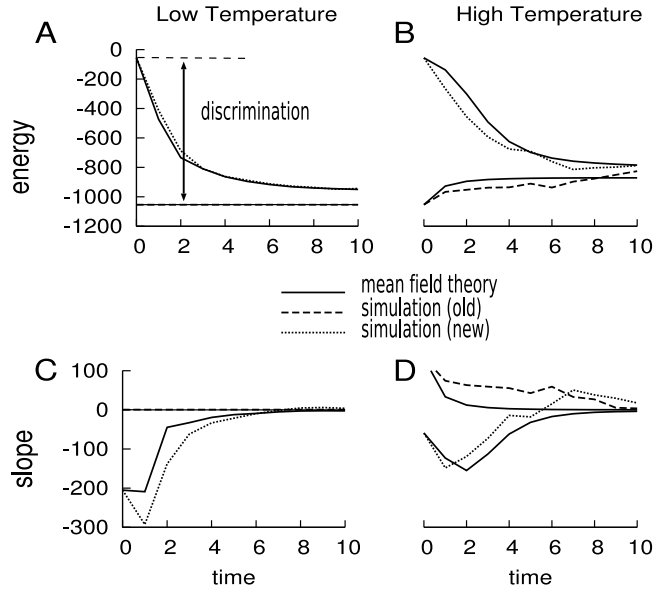 Low Temperature
High Temperature
A
B
energy
0
-200
-400
-600
-800
-1000
-1200
discrimination
0 2 4 6 8 10
0 2 4 6 8 10
mean field theory
simulation (old)
simulation (new)
C
D
slope
100
0
-100
-200
-300
0 2 4 6 8 10
0 2 4 6 8 10
time
time